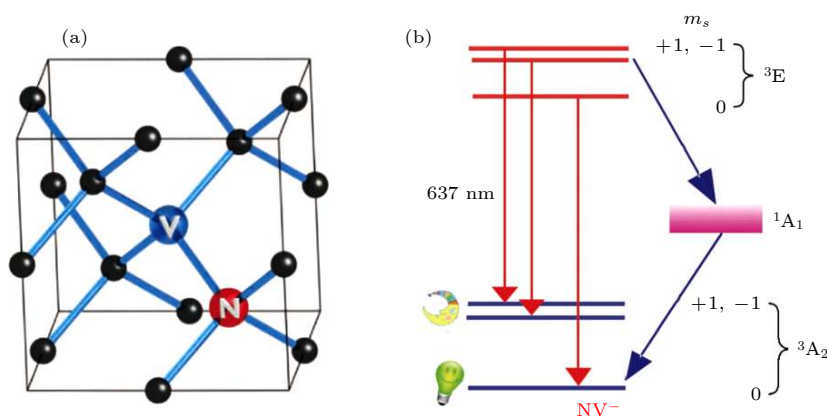 (a)
V
N
(b)
m_s
+1, −1
³E
0
637 nm
¹A₁
+1, −1
³A₂
0
NV⁻